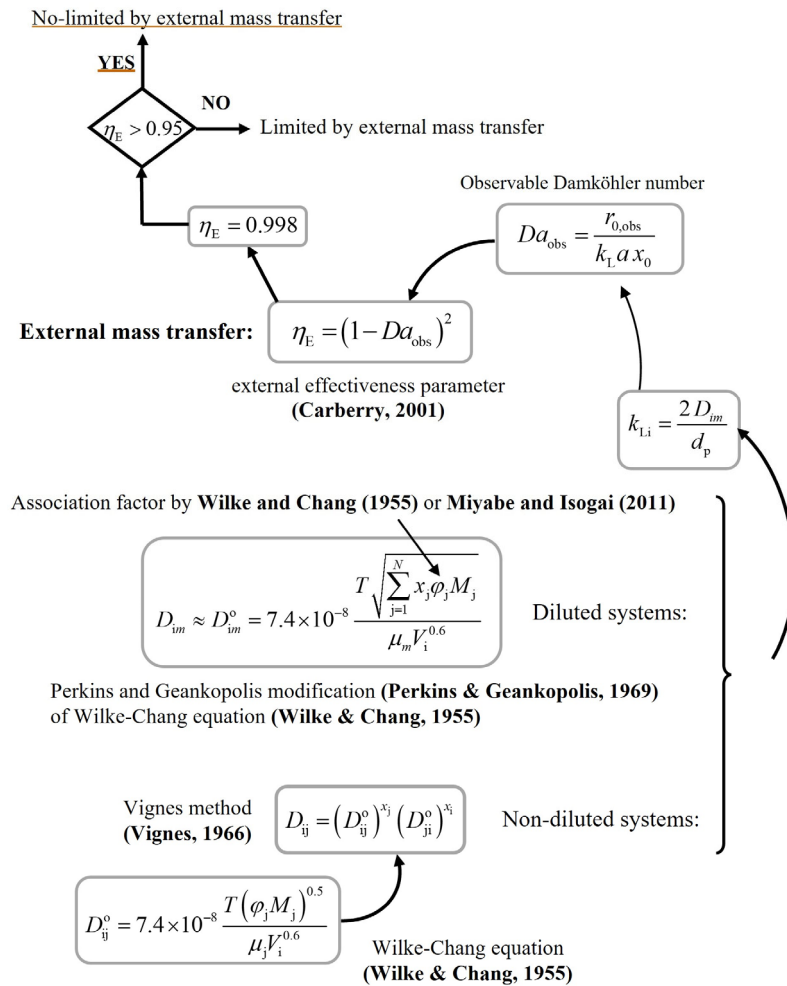 No-limited by external mass transfer
YES
NO
η_E > 0.95
Limited by external mass transfer
Observable Damköhler number
η_E = 0.998
Da_obs = r_0,obs / (k_L a x_0)
External mass transfer:
η_E = (1 − Da_obs)^2
external effectiveness parameter
(Carberry, 2001)
k_Li = 2 D_im / d_p
Association factor by Wilke and Chang (1955) or Miyabe and Isogai (2011)
D_im ≈ D_im^o = 7.4×10^−8 T √(∑_{j=1}^{N} x_j φ_j M_j) / (μ_m V_i^0.6)
Diluted systems:
Perkins and Geankopolis modification (Perkins & Geankopolis, 1969)
of Wilke-Chang equation (Wilke & Chang, 1955)
Vignes method
(Vignes, 1966)
D_ij = (D_ij^o)^x_j (D_ji^o)^x_i
Non-diluted systems:
D_ij^o = 7.4×10^−8 T (φ_j M_j)^0.5 / (μ_j V_i^0.6)
Wilke-Chang equation
(Wilke & Chang, 1955)